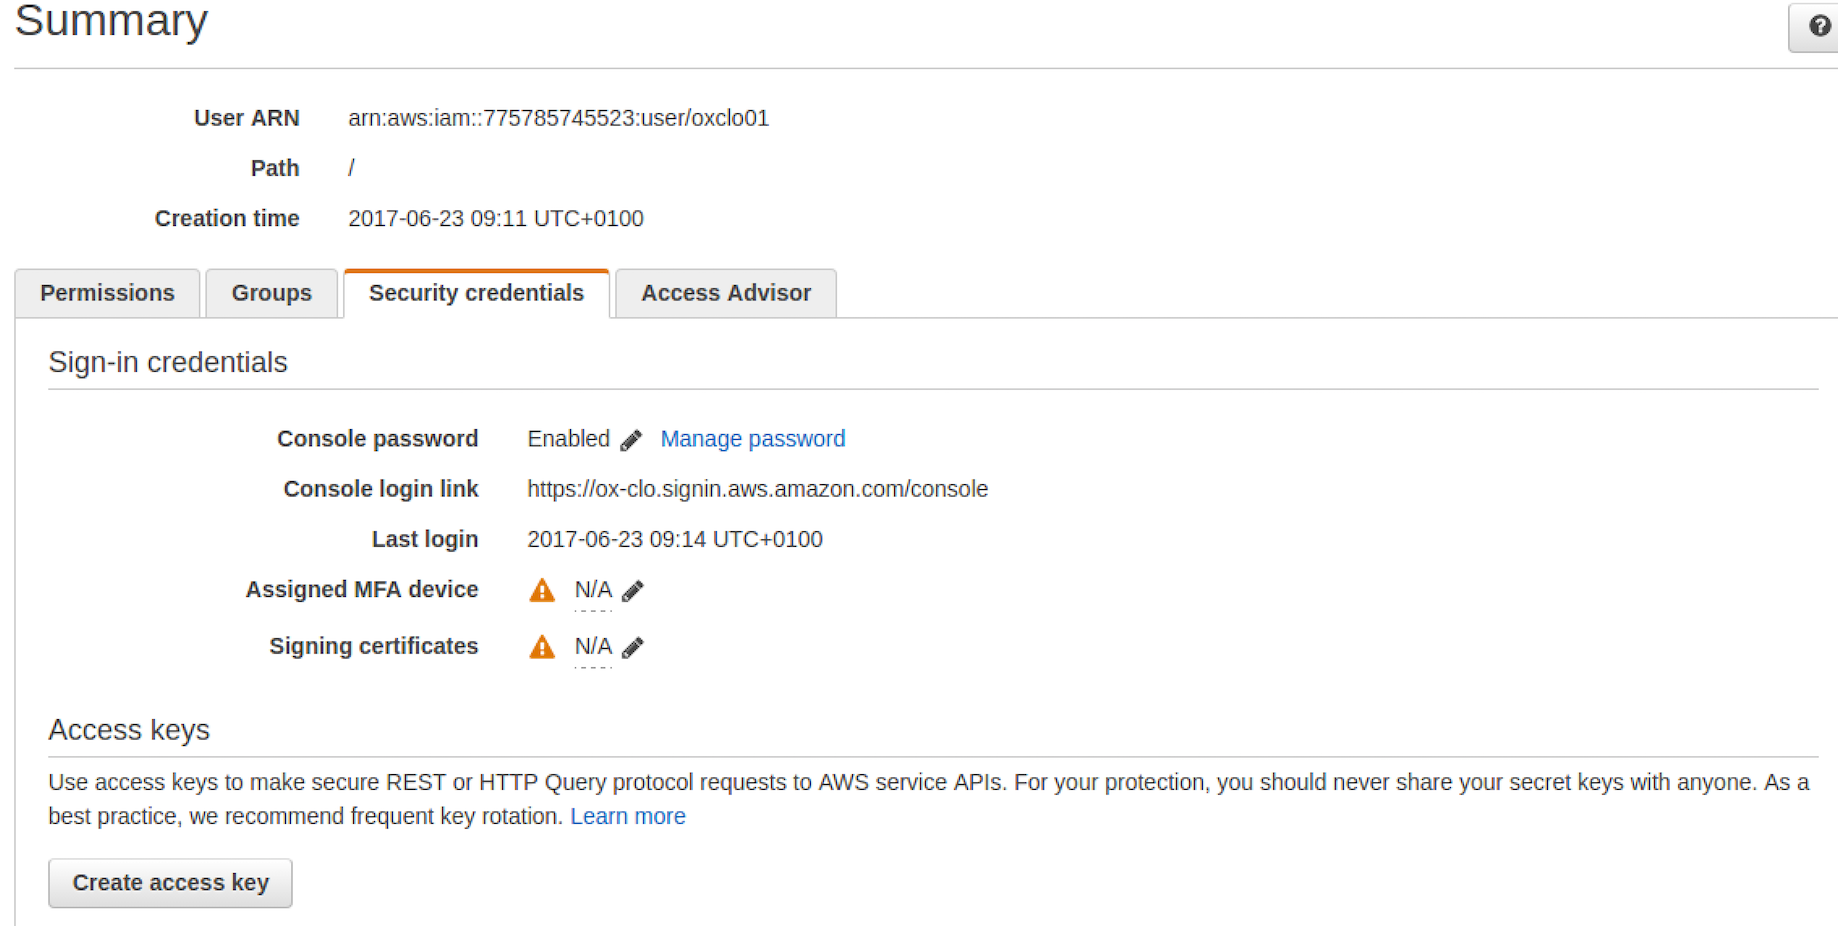 Summary
User ARN arn:aws:iam::775785745523:user/oxclo01
Path /
Creation time 2017-06-23 09:11 UTC+0100
Permissions Groups Security credentials Access Advisor
Sign-in credentials
Console password Enabled Manage password
Console login link https://ox-clo.signin.aws.amazon.com/console
Last login 2017-06-23 09:14 UTC+0100
Assigned MFA device N/A
Signing certificates N/A
Access keys
Use access keys to make secure REST or HTTP Query protocol requests to AWS service APIs. For your protection, you should never share your secret keys with anyone. As a
best practice, we recommend frequent key rotation. Learn more
Create access key